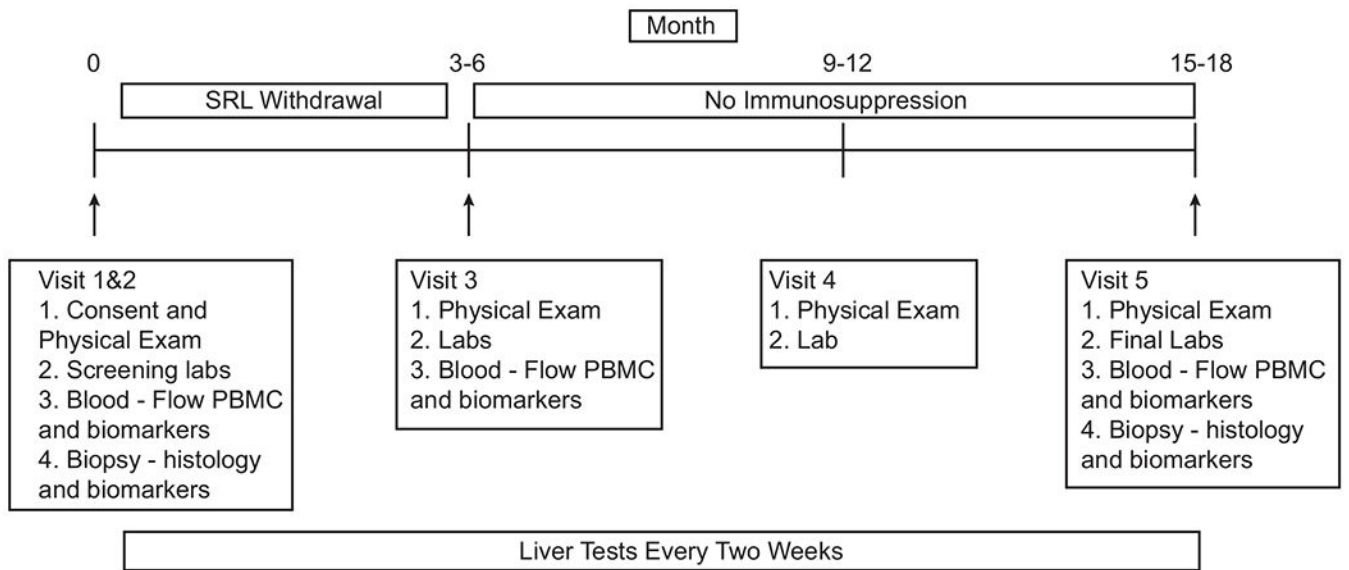 Month
0
3-6
9-12
15-18
SRL Withdrawal
No Immunosuppression
Visit 1&2
1. Consent and
Physical Exam
2. Screening labs
3. Blood - Flow PBMC
and biomarkers
4. Biopsy - histology
and biomarkers
Visit 3
1. Physical Exam
2. Labs
3. Blood - Flow PBMC
and biomarkers
Visit 4
1. Physical Exam
2. Lab
Visit 5
1. Physical Exam
2. Final Labs
3. Blood - Flow PBMC
and biomarkers
4. Biopsy - histology
and biomarkers
Liver Tests Every Two Weeks